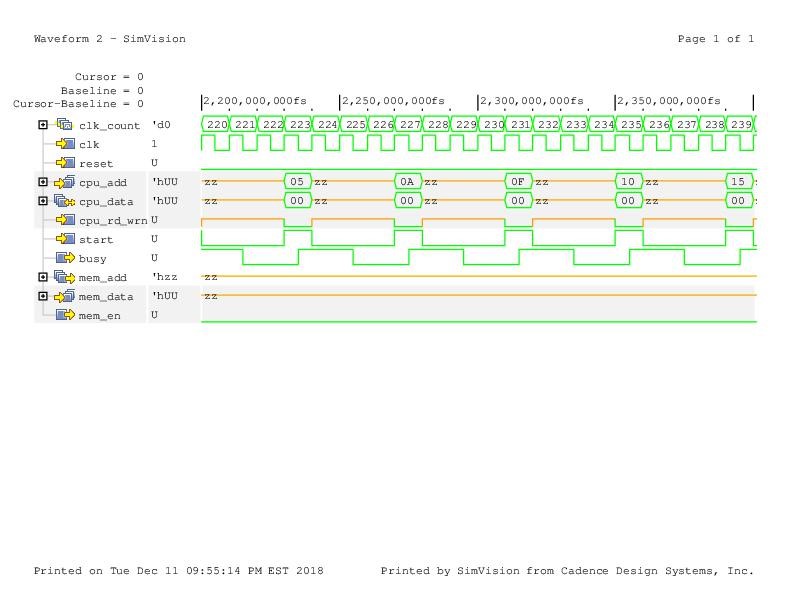 Waveform 2 - SimVision Page 1 of 1
Cursor = 0
Baseline = 0
Cursor-Baseline = 0 2,200,000,000fs 2,250,000,000fs 2,300,000,000fs 2,350,000,000fs
clk_count 'd0 220 221 222 223 224 225 226 227 228 229 230 231 232 233 234 235 236 237 238 239
clk 1
reset U
cpu_add 'hUU zz 05 zz 0A zz 0F zz 10 zz 15
cpu_data 'hUU zz 00 zz 00 zz 00 zz 00 zz 00
cpu_rd_wrn U
start U
busy U
mem_add 'hzz zz
mem_data 'hUU zz
mem_en U
Printed on Tue Dec 11 09:55:14 PM EST 2018 Printed by SimVision from Cadence Design Systems, Inc.